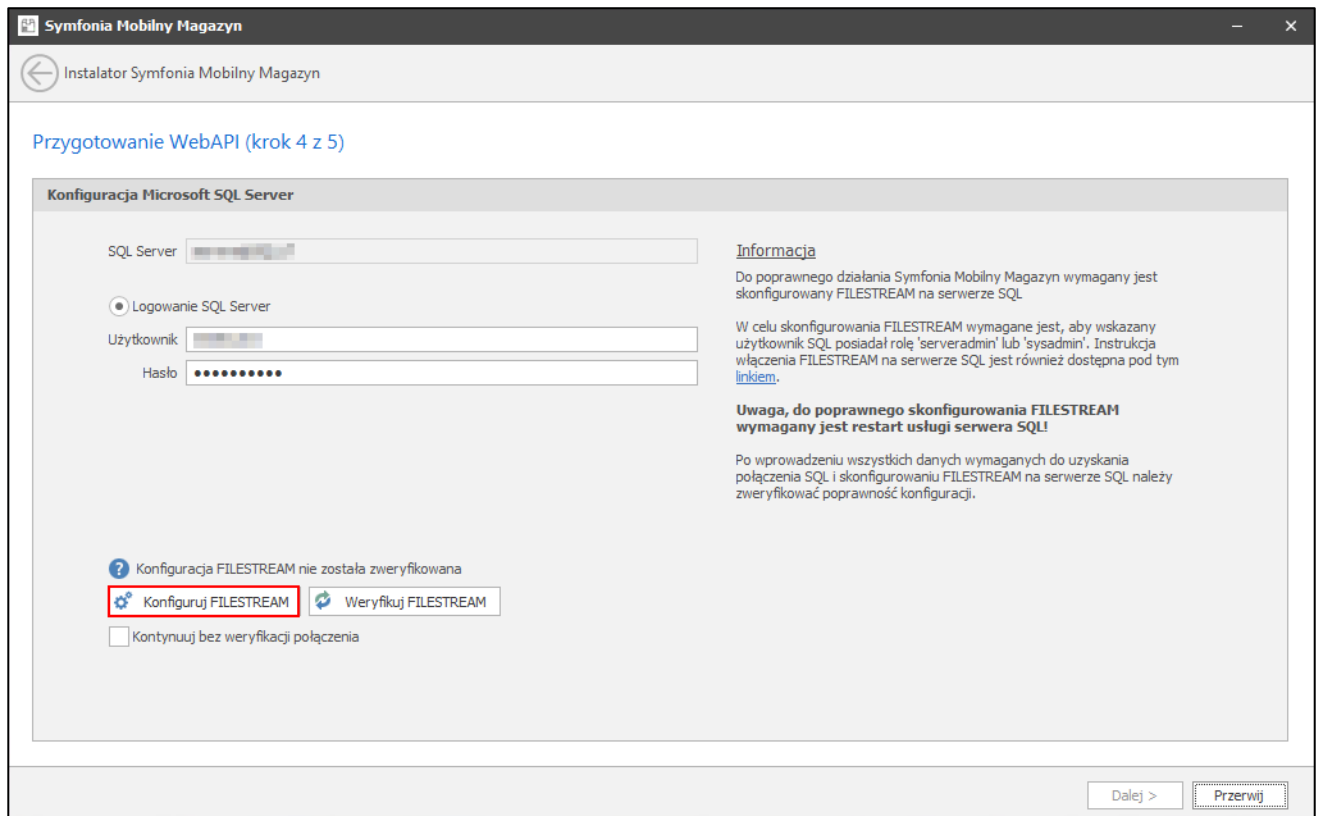 Symfonia Mobilny Magazyn
Instalator Symfonia Mobilny Magazyn
Przygotowanie WebAPI (krok 4 z 5)
Konfiguracja Microsoft SQL Server
SQL Server
Logowanie SQL Server
Użytkownik
Hasło ••••••••••
Informacja
Do poprawnego działania Symfonia Mobilny Magazyn wymagany jest
skonfigurowany FILESTREAM na serwerze SQL
W celu skonfigurowania FILESTREAM wymagane jest, aby wskazany
użytkownik SQL posiadał rolę 'serveradmin' lub 'sysadmin'. Instrukcja
włączenia FILESTREAM na serwerze SQL jest również dostępna pod tym
linkiem.
Uwaga, do poprawnego skonfigurowania FILESTREAM
wymagany jest restart usługi serwera SQL!
Po wprowadzeniu wszystkich danych wymaganych do uzyskania
połączenia SQL i skonfigurowaniu FILESTREAM na serwerze SQL należy
zweryfikować poprawność konfiguracji.
? Konfiguracja FILESTREAM nie została zweryfikowana
Konfiguruj FILESTREAM Weryfikuj FILESTREAM
Kontynuuj bez weryfikacji połączenia
Dalej > Przerwij